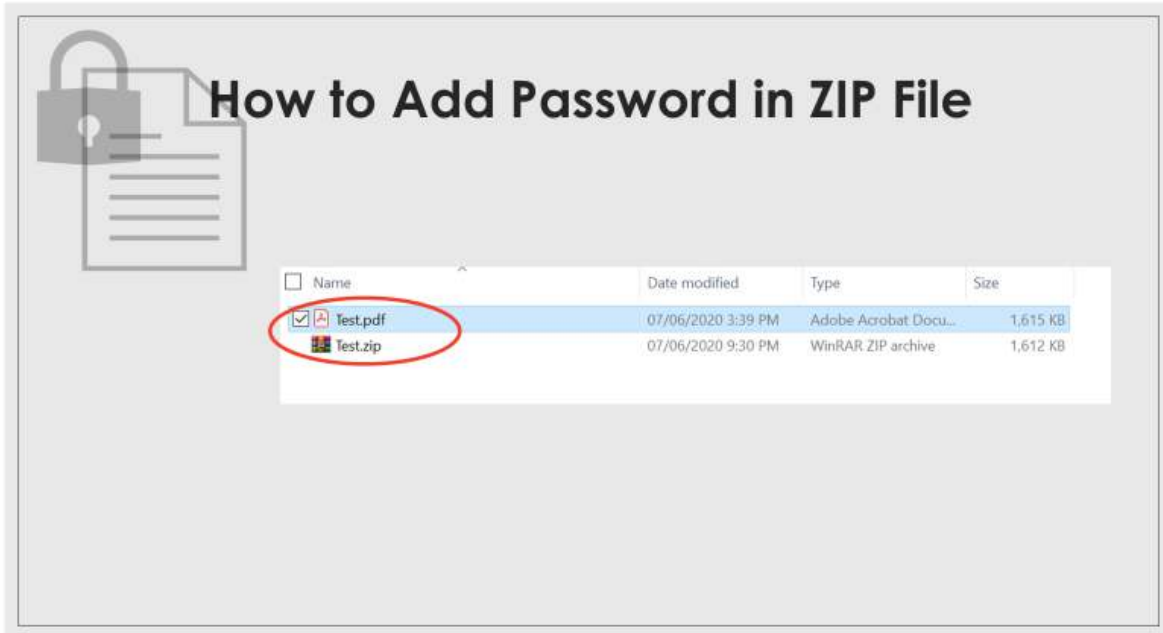 How to Add Password in ZIP File
Name Date modified Type Size
Test.pdf 07/06/2020 3:39 PM Adobe Acrobat Docu... 1,615 KB
Test.zip 07/06/2020 9:30 PM WinRAR ZIP archive 1,612 KB